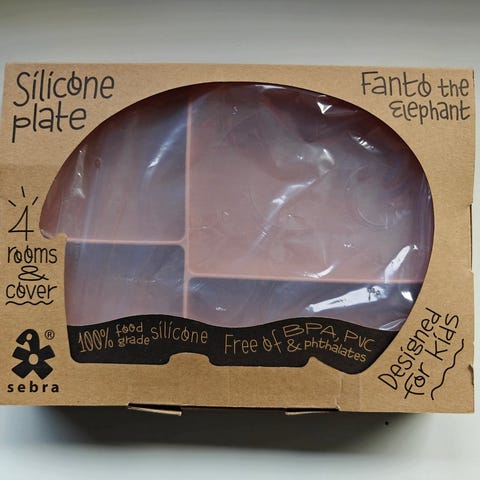 Silicone
plate
Fanto the
Elephant
4
rooms
&
cover
100% food grade silicone
Free of BPA, PVC
& phthalates
Designed
for kids
®
sebra